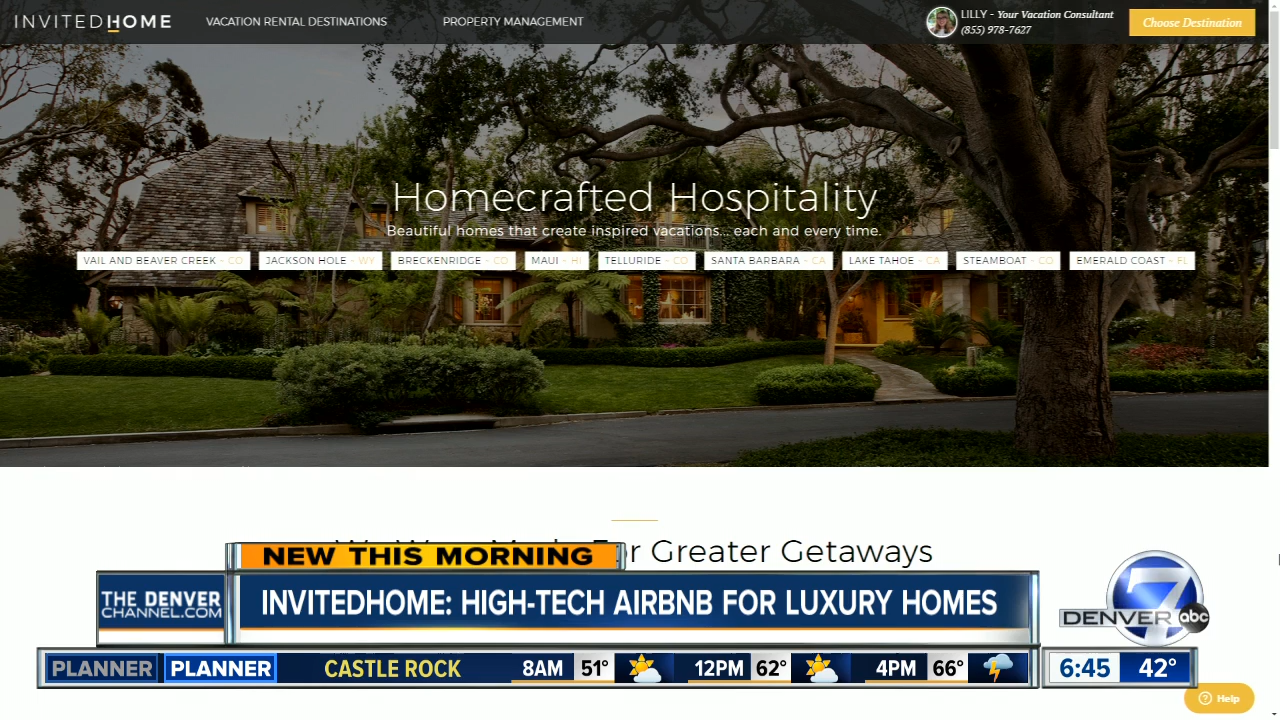 INVITEDHOME
VACATION RENTAL DESTINATIONS
PROPERTY MANAGEMENT
LILLY - Your Vacation Consultant
(855) 978-7627
Choose Destination
Homecrafted Hospitality
Beautiful homes that create inspired vacations... each and every time.
VAIL AND BEAVER CREEK - CO
JACKSON HOLE - WY
BRECKENRIDGE - CO
MAUI - HI
TELLURIDE - CO
SANTA BARBARA - CA
LAKE TAHOE - CA
STEAMBOAT - CO
EMERALD COAST - FL
Greater Getaways
NEW THIS MORNING
THE DENVER
CHANNEL.COM
INVITEDHOME: HIGH-TECH AIRBNB FOR LUXURY HOMES
7
DENVER abc
PLANNER PLANNER CASTLE ROCK 8AM 51° 12PM 62° 4PM 66° 6:45 42°
Help